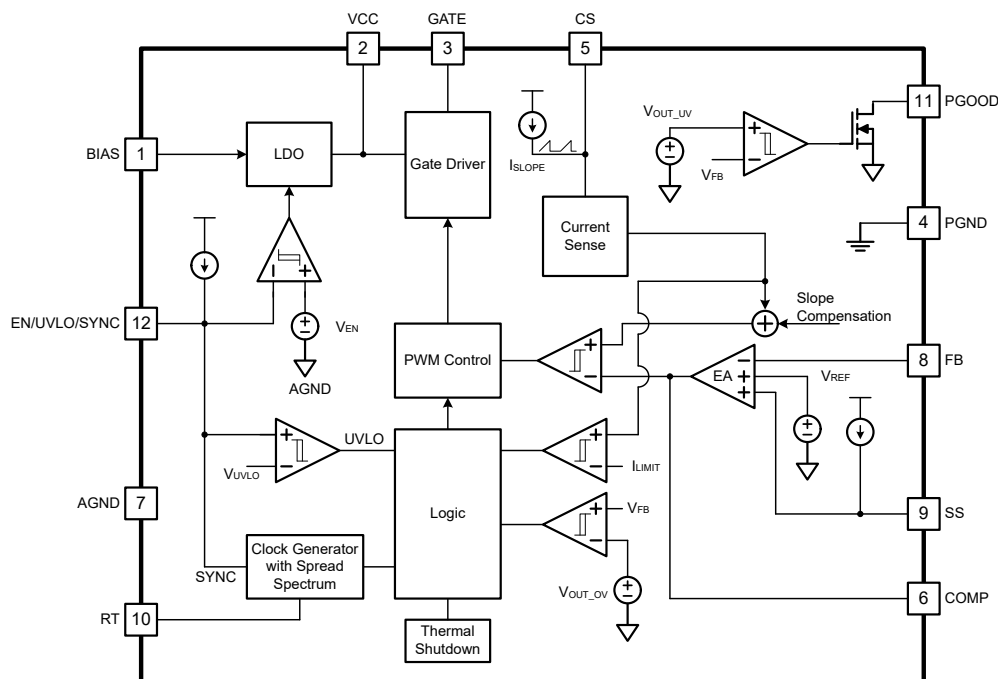 VCC
GATE
CS
2
3
5
11
PGOOD
VOUT_UV
+
−
VFB
BIAS
1
LDO
Gate Driver
ISLOPE
4
PGND
Current
Sense
EN/UVLO/SYNC
12
VEN
AGND
Slope
Compensation
PWM Control
EA
VREF
8
FB
UVLO
VUVLO
ILIMIT
AGND
7
Logic
VFB
9
SS
SYNC
Clock Generator
with Spread
Spectrum
VOUT_OV
6
COMP
RT
10
Thermal
Shutdown